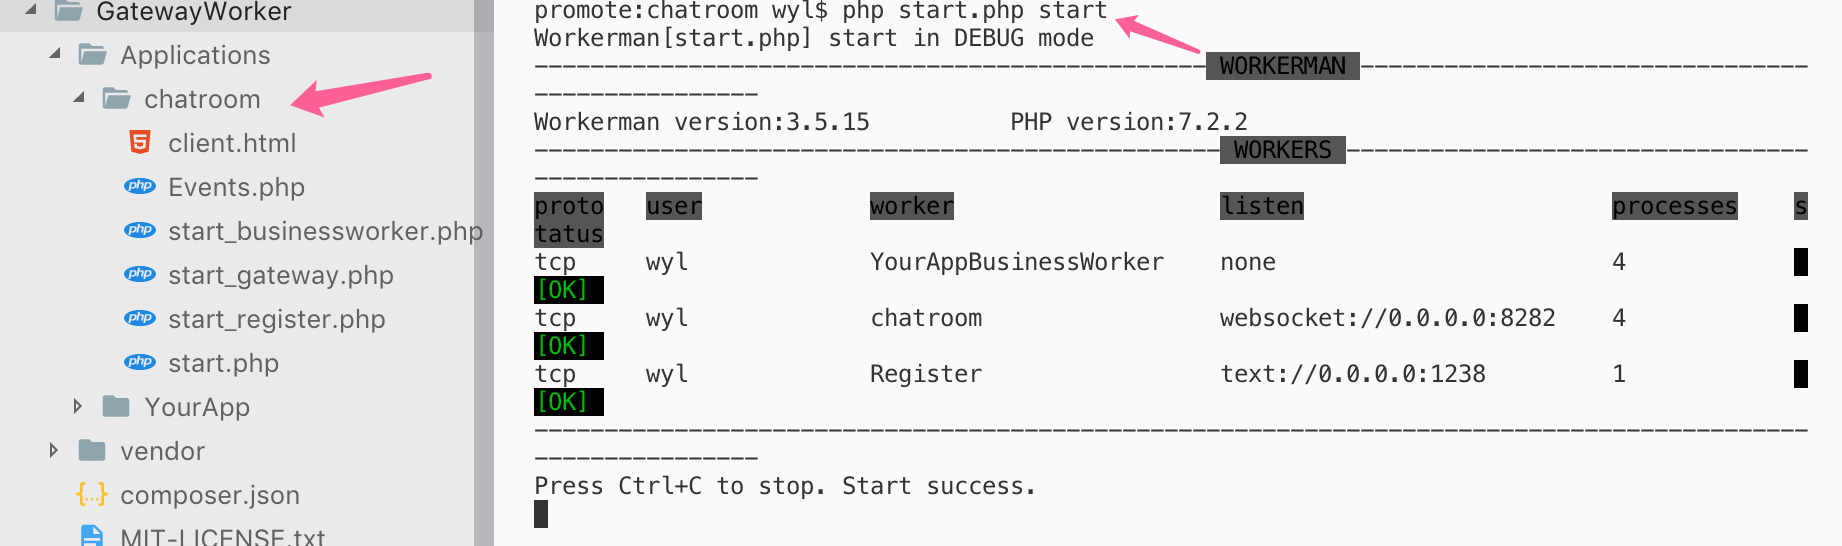 GatewayWorker
Applications
chatroom
client.html
Events.php
start_businessworker.php
start_gateway.php
start_register.php
start.php
YourApp
vendor
composer.json
MIT-LICENSE.txt
promote:chatroom wyl$ php start.php start
Workerman[start.php] start in DEBUG mode
------------------------------------------------ WORKERMAN --------------------------------
----------------
Workerman version:3.5.15          PHP version:7.2.2
------------------------------------------------- WORKERS ---------------------------------
----------------
proto   user            worker                   listen                      processes    s
tatus
tcp     wyl             YourAppBusinessWorker    none                        4
[OK]
tcp     wyl             chatroom                 websocket://0.0.0.0:8282    4
[OK]
tcp     wyl             Register                 text://0.0.0.0:1238         1
[OK]
-------------------------------------------------------------------------------------------
----------------
Press Ctrl+C to stop. Start success.